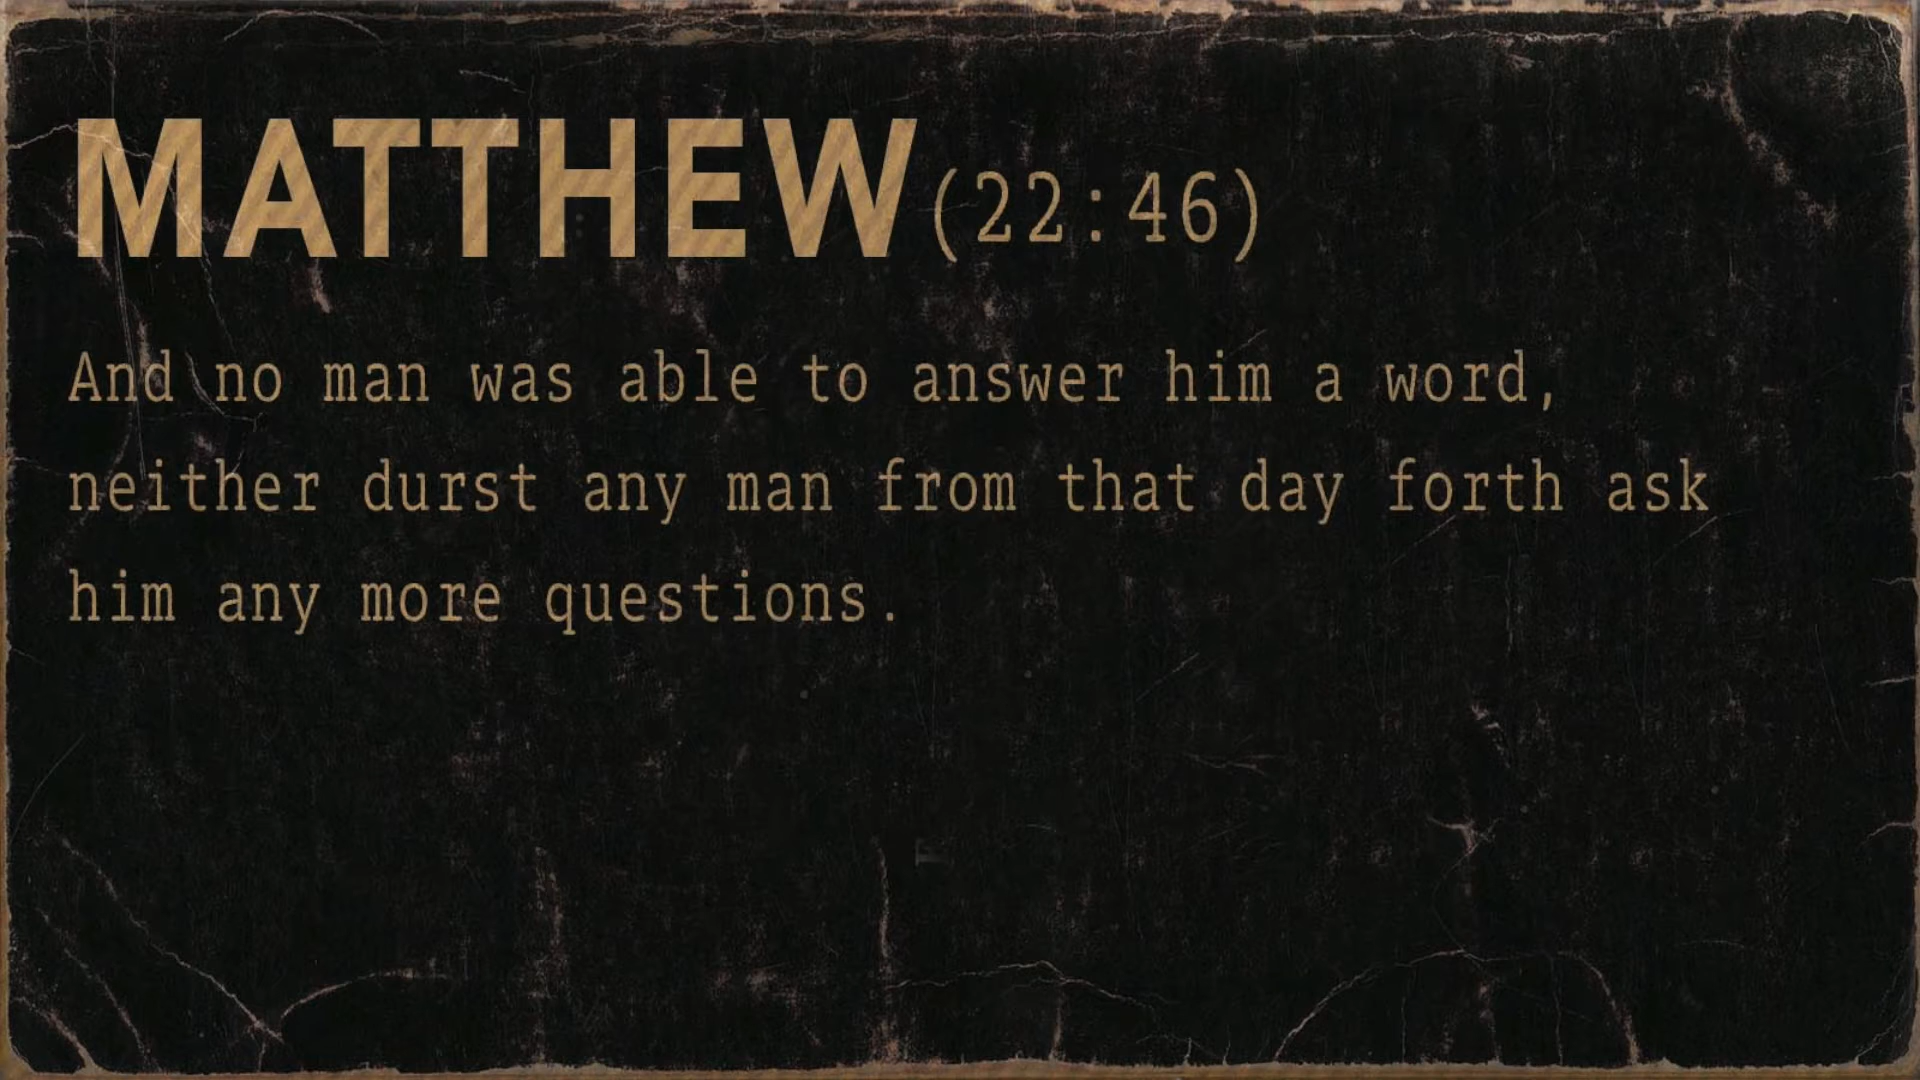 MATTHEW (22:46)
And no man was able to answer him a word,
neither durst any man from that day forth ask
him any more questions.